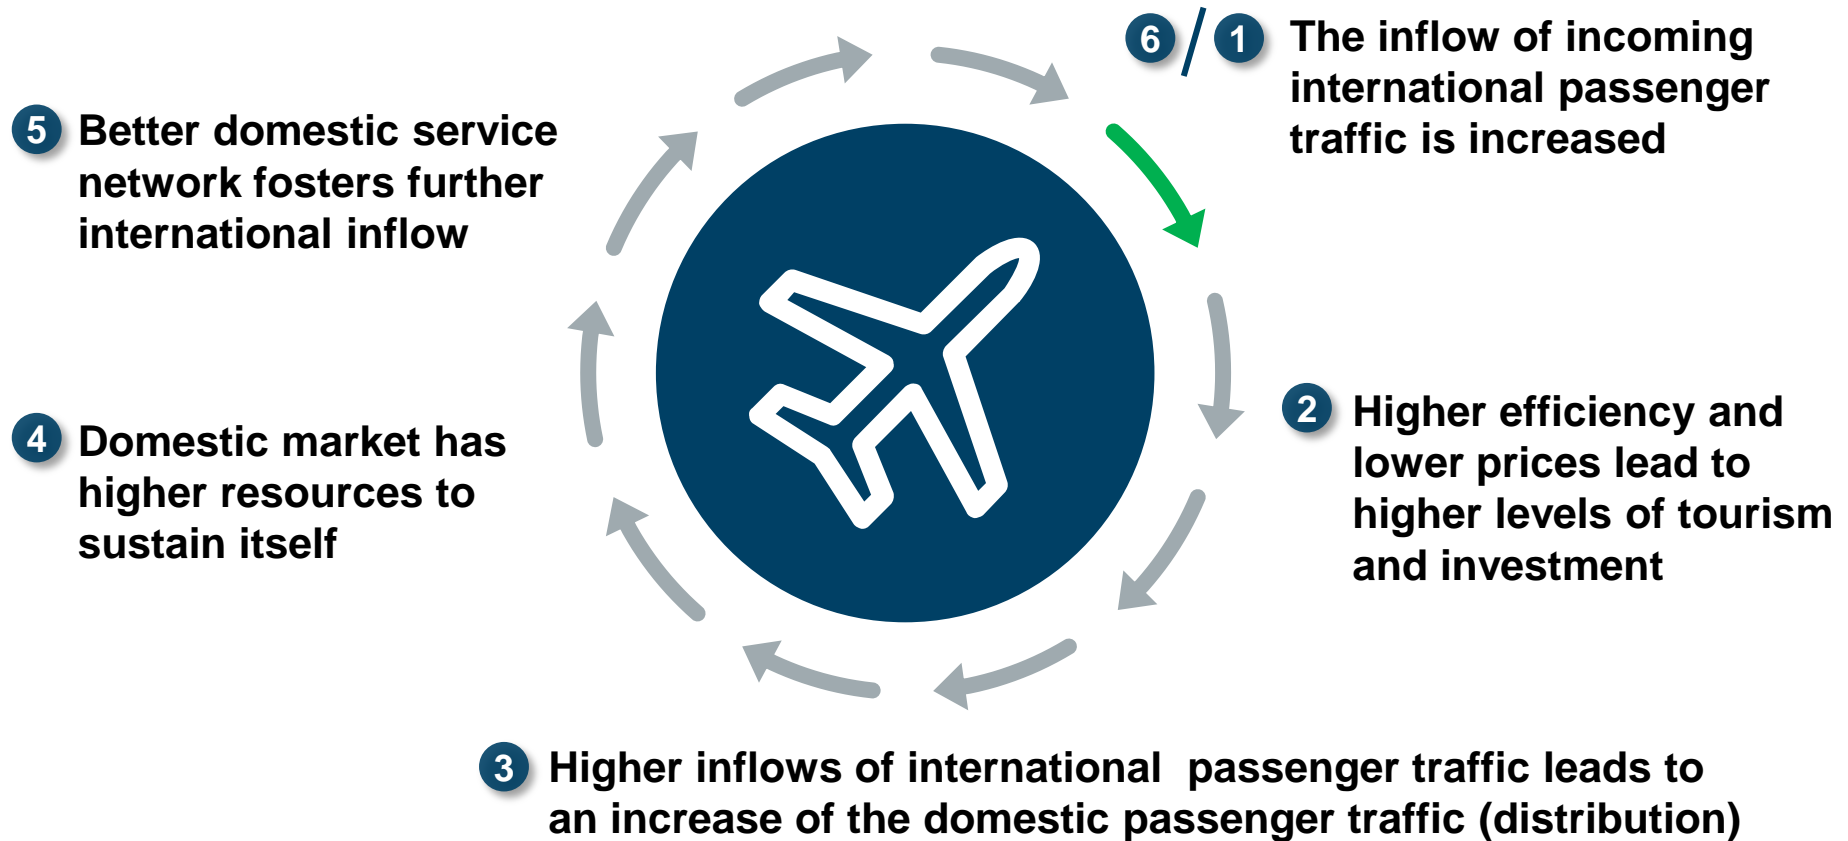 6 / 1 The inflow of incoming
international passenger
traffic is increased
2 Higher efficiency and
lower prices lead to
higher levels of tourism
and investment
3 Higher inflows of international passenger traffic leads to
an increase of the domestic passenger traffic (distribution)
4 Domestic market has
higher resources to
sustain itself
5 Better domestic service
network fosters further
international inflow